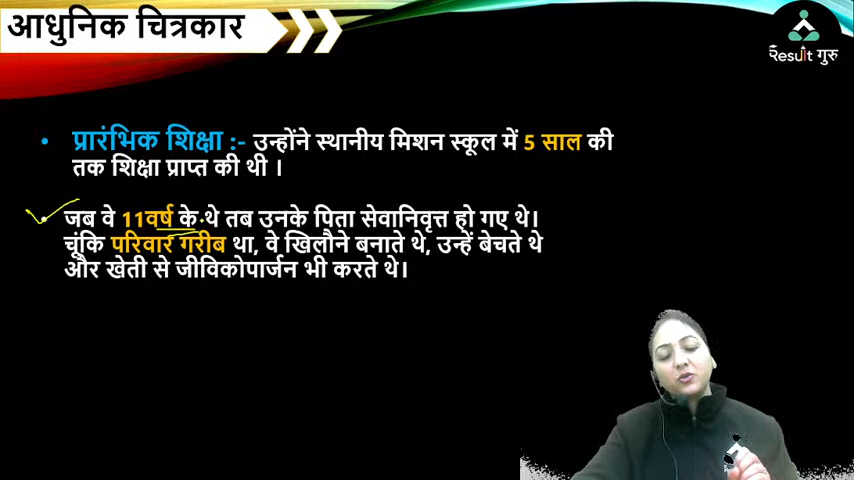 आधुनिक चित्रकार
Result गुरु
• प्रारंभिक शिक्षा :- उन्होंने स्थानीय मिशन स्कूल में 5 साल की
तक शिक्षा प्राप्त की थी ।
जब वे 11वर्ष के थे तब उनके पिता सेवानिवृत्त हो गए थे।
चूंकि परिवार गरीब था, वे खिलौने बनाते थे, उन्हें बेचते थे
और खेती से जीविकोपार्जन भी करते थे।